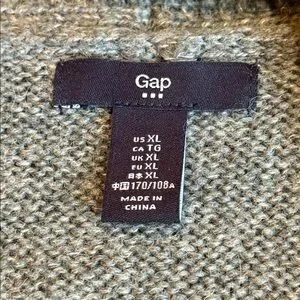 Gap
US XL
CA TG
UK XL
EU XL
日本 XL
中国 170/108A
MADE IN
CHINA